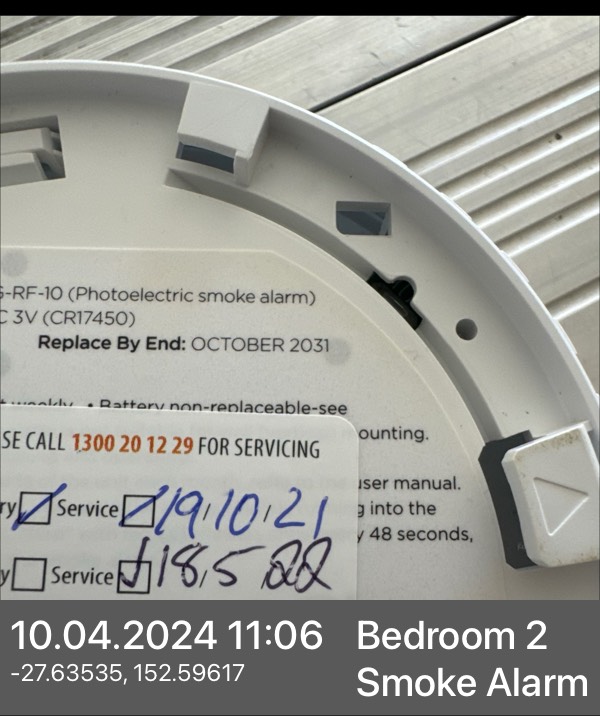 -RF-10 (Photoelectric smoke alarm)
C 3V (CR17450)
Replace By End: OCTOBER 2031
weekly • Battery non-replaceable-see
ounting.
SE CALL 1300 20 12 29 FOR SERVICING
user manual.
ry Service 19/10/21
g into the
y 48 seconds,
y Service 18/5/22
10.04.2024 11:06
-27.63535, 152.59617
Bedroom 2
Smoke Alarm